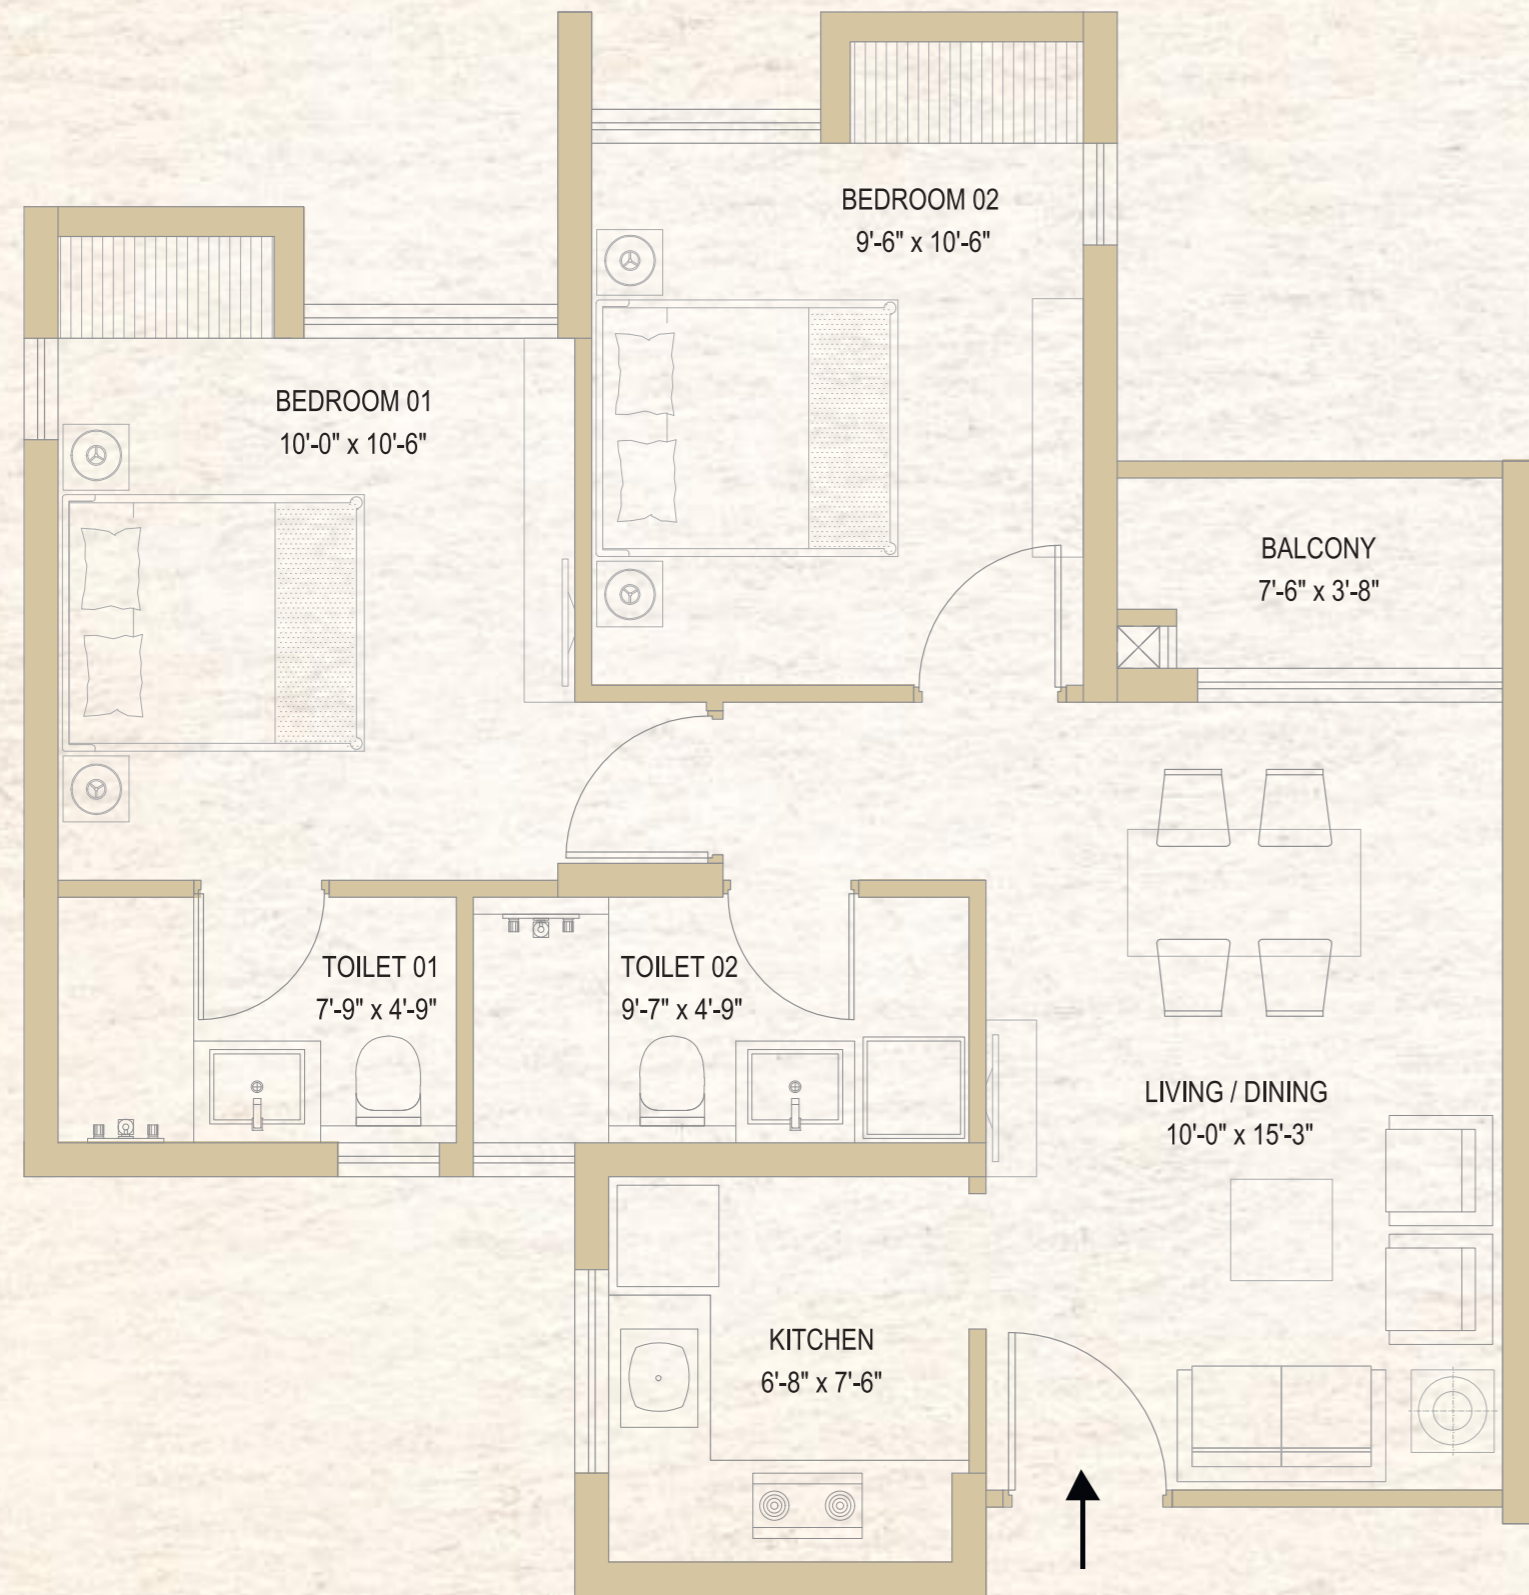 BEDROOM 02
9'-6" x 10'-6"
BEDROOM 01
10'-0" x 10'-6"
BALCONY
7'-6" x 3'-8"
TOILET 01
7'-9" x 4'-9"
TOILET 02
9'-7" x 4'-9"
LIVING / DINING
10'-0" x 15'-3"
KITCHEN
6'-8" x 7'-6"